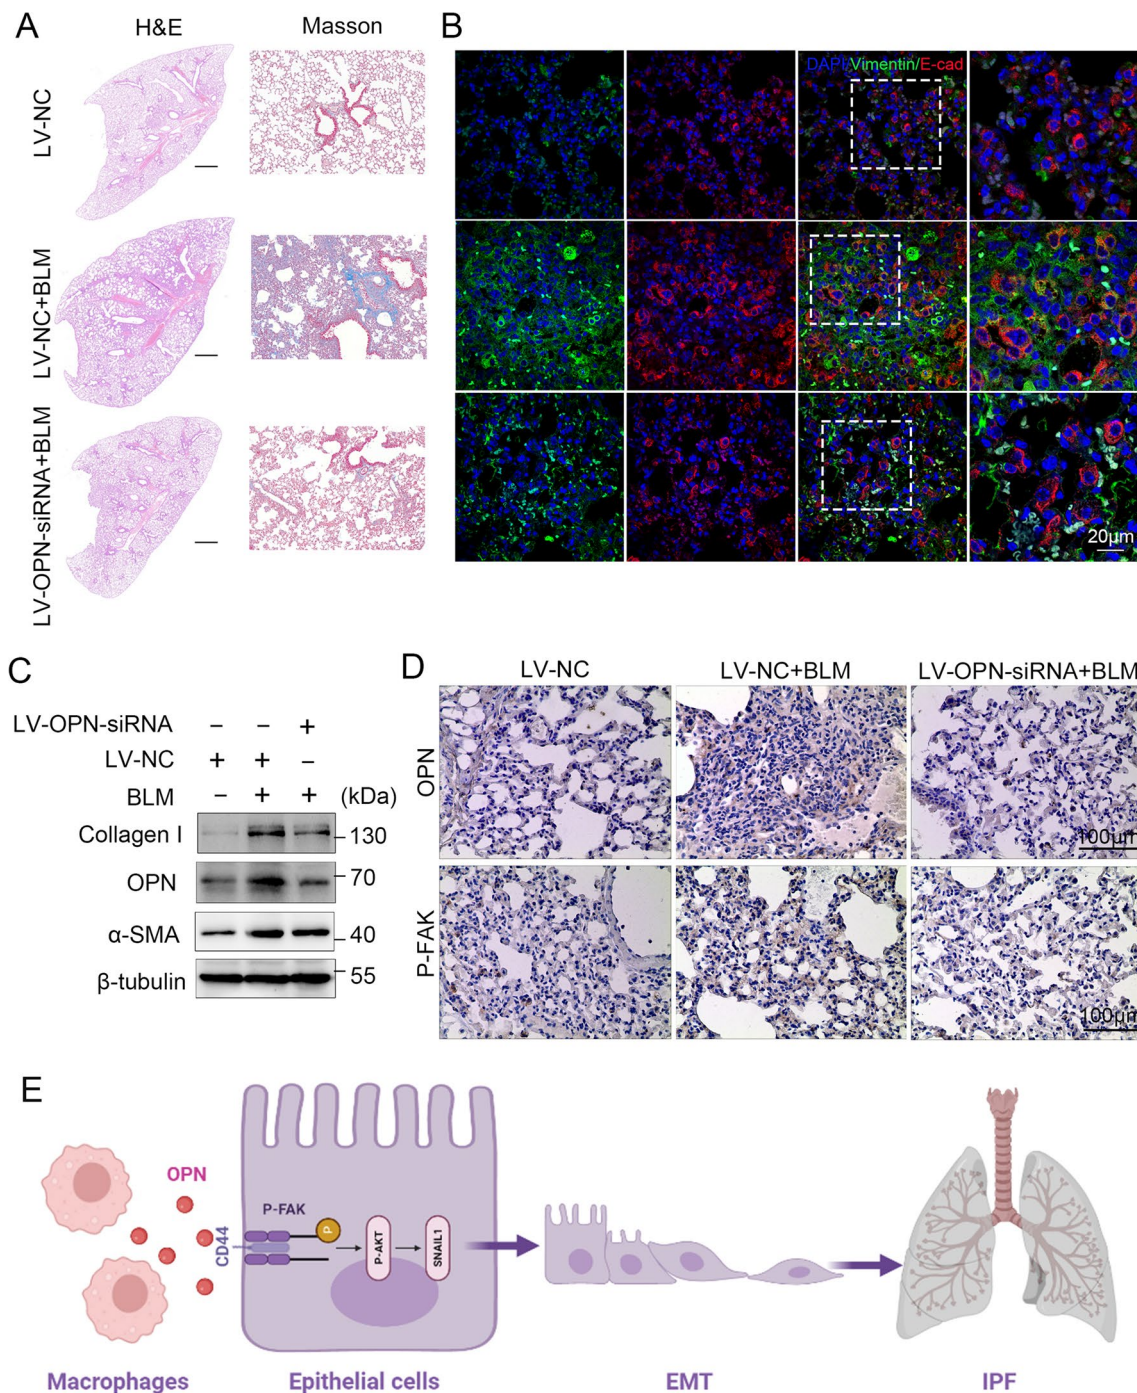 A
H&E
Masson
LV-NC
LV-NC+BLM
LV-OPN-siRNA+BLM
B
DAPI/Vimentin/E-cad
20μm
C
LV-OPN-siRNA - - +
LV-NC + + -
BLM - + + (kDa)
Collagen I 130
OPN 70
α-SMA 40
β-tubulin 55
D
LV-NC LV-NC+BLM LV-OPN-siRNA+BLM
OPN
100μm
P-FAK
100μm
E
OPN
P-FAK
P
CD44
P-AKT
SNAIL1
Macrophages Epithelial cells EMT IPF